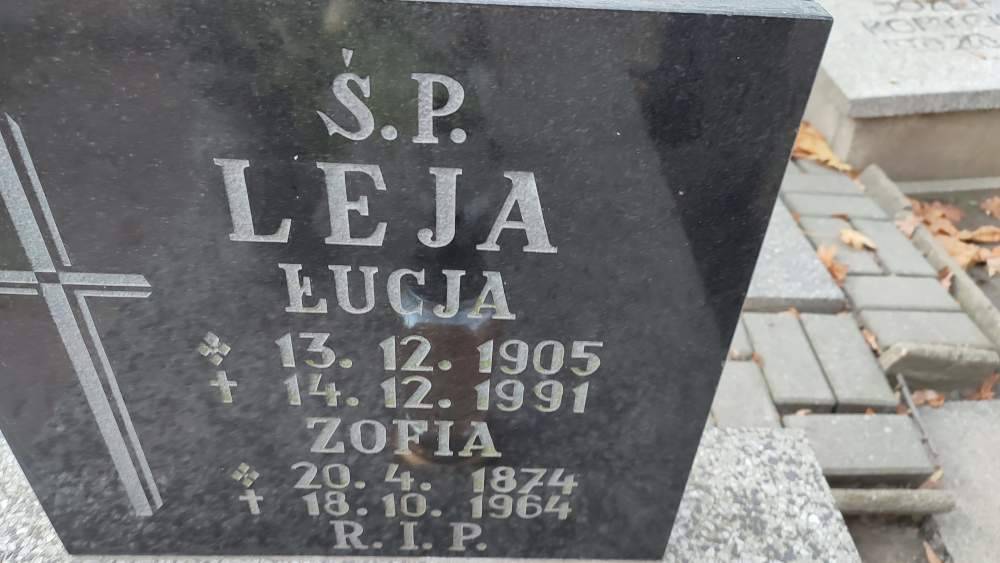 Ś.P.
LEJA
ŁUCJA
13. 12. 1905
14. 12. 1991
ZOFIA
20. 4. 1874
18. 10. 1964
R. I. P.